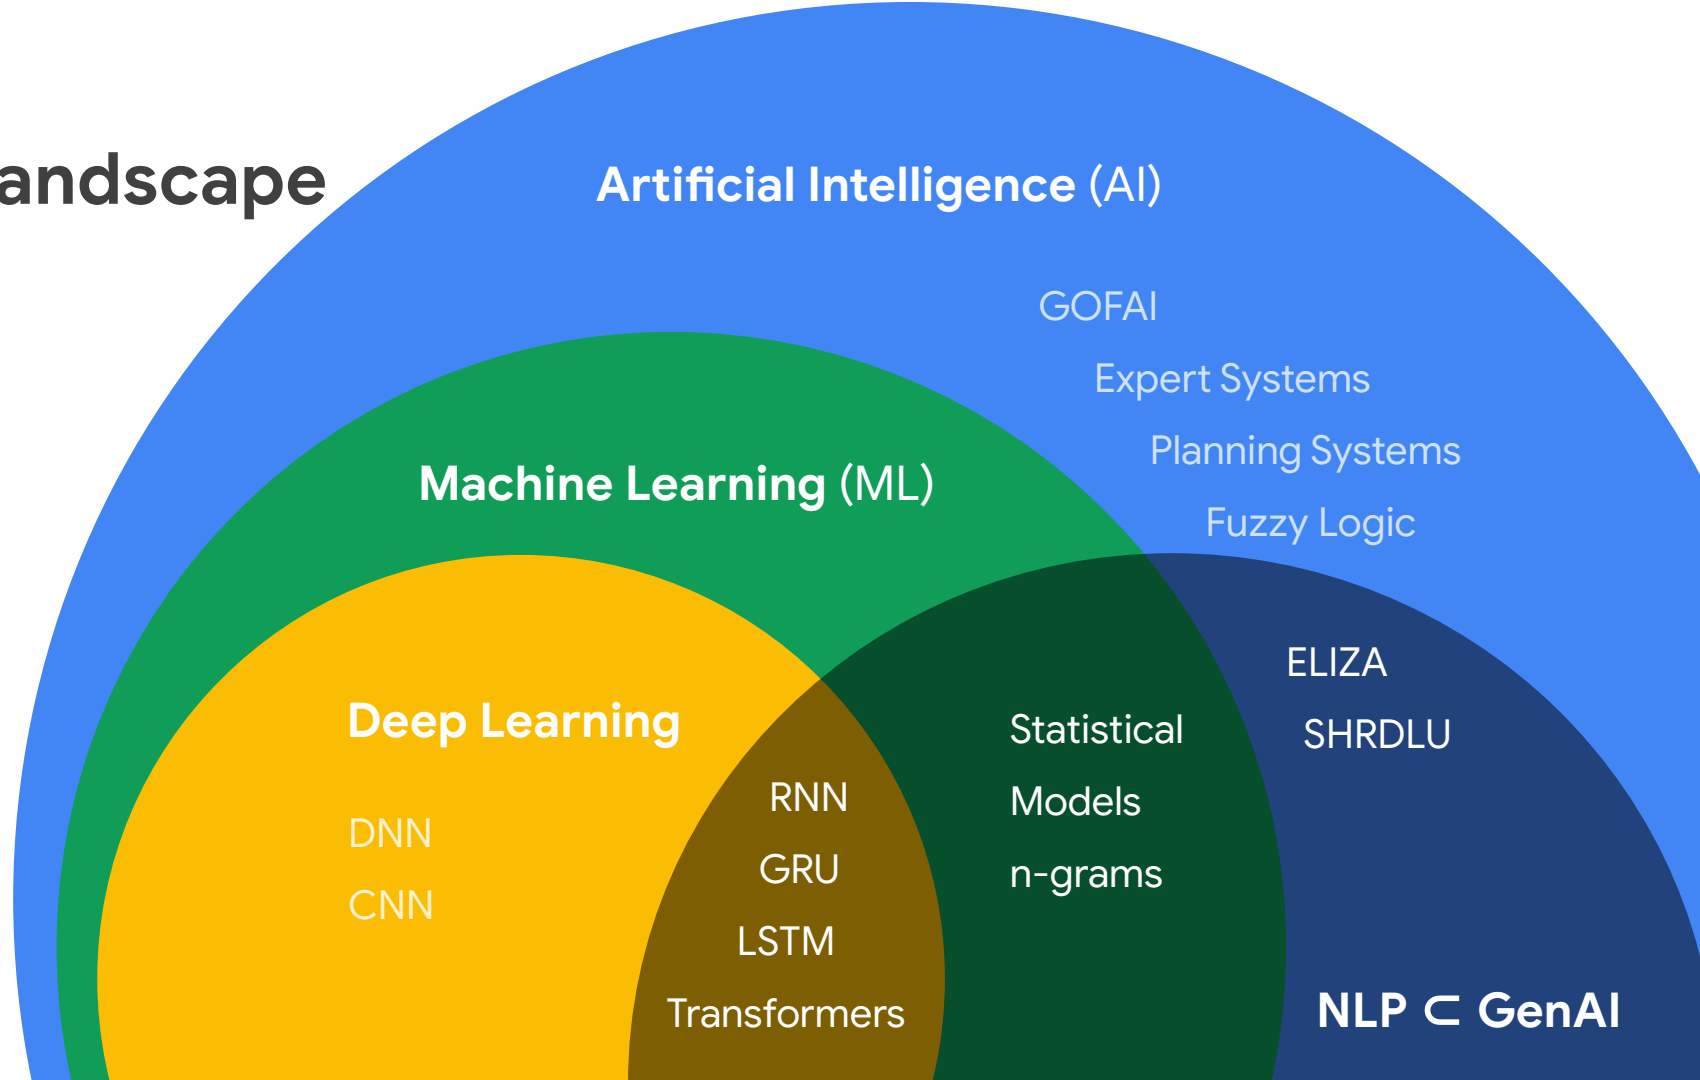 andscape
Artificial Intelligence (AI)
GOFAI
Expert Systems
Planning Systems
Fuzzy Logic
Machine Learning (ML)
Deep Learning
DNN
CNN
RNN
GRU
LSTM
Transformers
Statistical
Models
n-grams
ELIZA
SHRDLU
NLP ⊂ GenAI